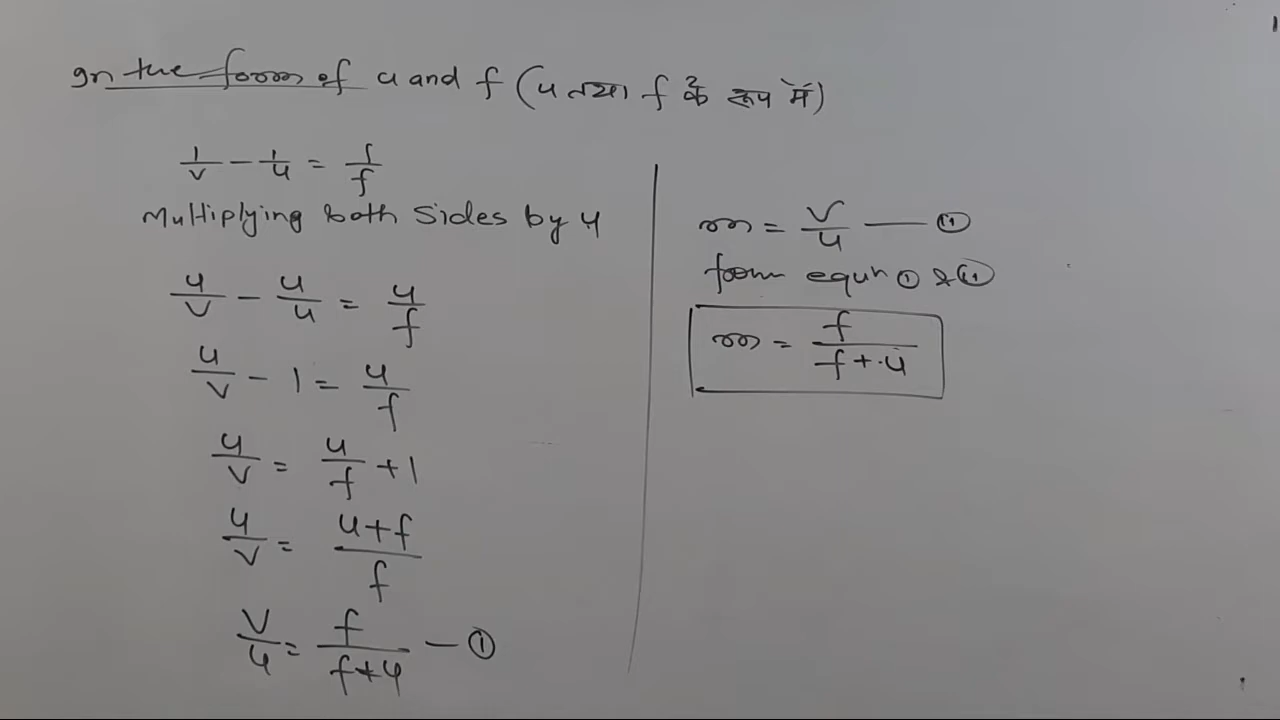 In the form of u and f (u तथा f के रूप में)
1/v - 1/u = 1/f
Multiplying both sides by u
u/v - u/u = u/f
u/v - 1 = u/f
u/v = u/f + 1
u/v = u+f/f
v/u = f/f+u — ①
m = v/u — ⑪
form equn ① & ⑪
m = f/f+u